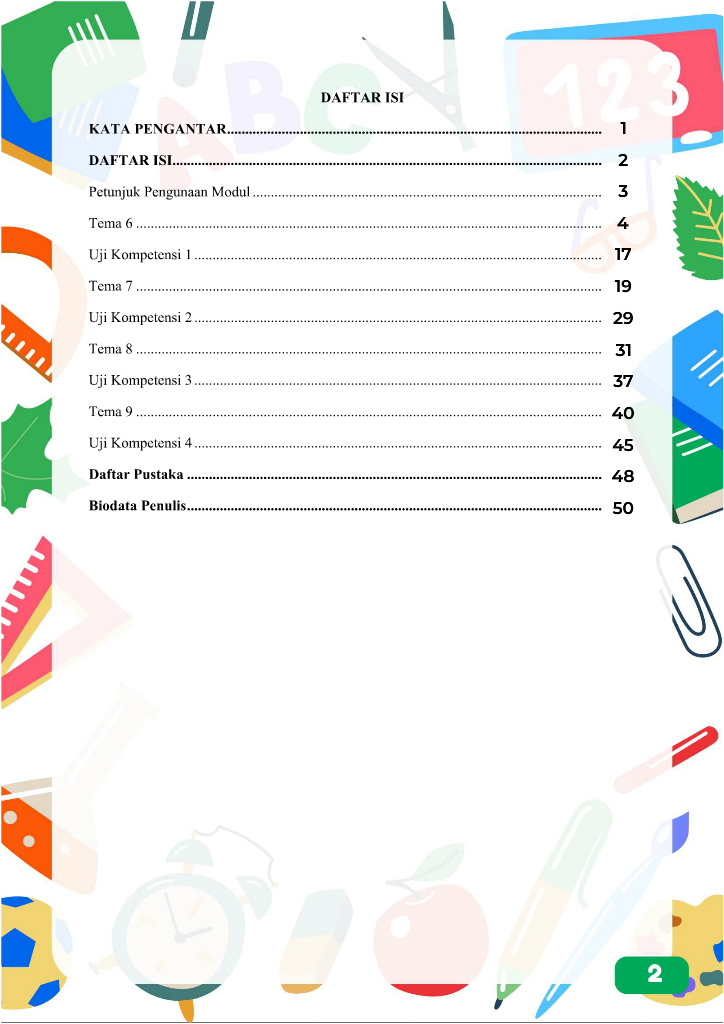 ABC
123
DAFTAR ISI
KATA PENGANTAR........................................................................................................ 1
DAFTAR ISI.................................................................................................................... 2
Petunjuk Pengunaan Modul ............................................................................................. 3
Tema 6 ............................................................................................................................ 4
Uji Kompetensi 1 ............................................................................................................. 17
Tema 7 ............................................................................................................................ 19
Uji Kompetensi 2 ............................................................................................................. 29
Tema 8 ............................................................................................................................ 31
Uji Kompetensi 3 ............................................................................................................. 37
Tema 9 ............................................................................................................................ 40
Uji Kompetensi 4 ............................................................................................................. 45
Daftar Pustaka ................................................................................................................. 48
Biodata Penulis................................................................................................................. 50
2